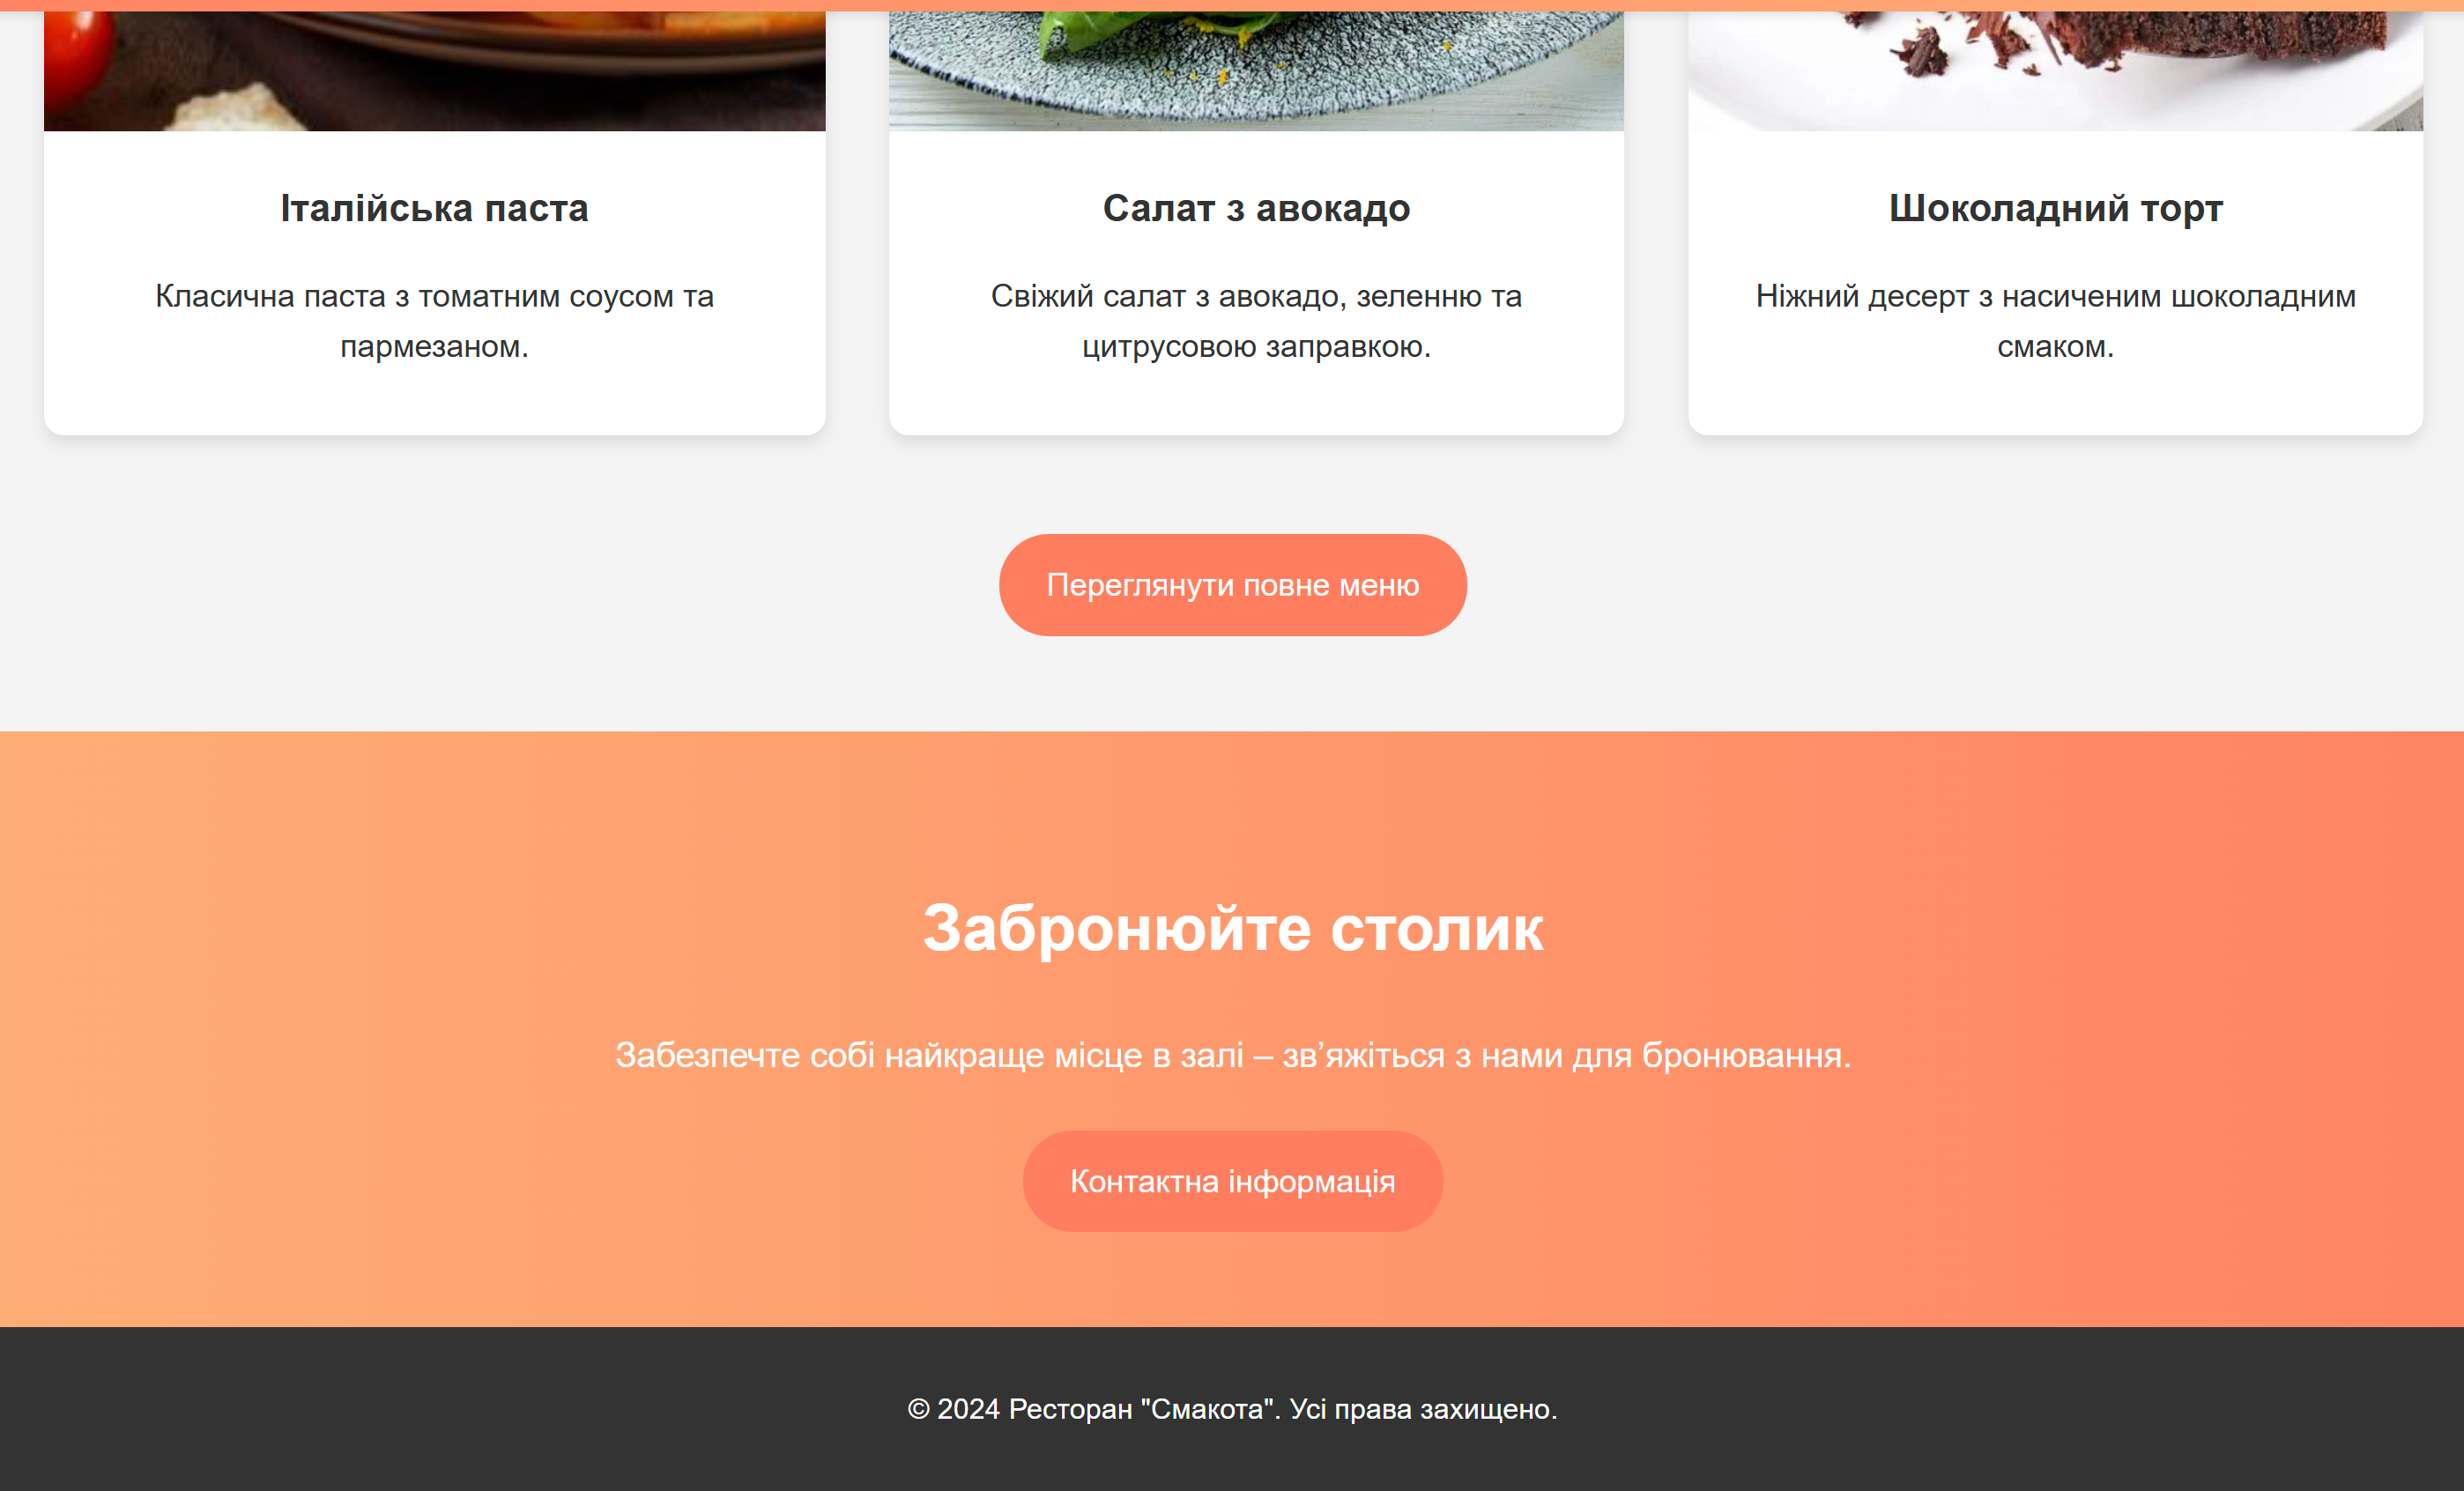 Італійська паста
Класична паста з томатним соусом та
пармезаном.
Салат з авокадо
Свіжий салат з авокадо, зеленню та
цитрусовою заправкою.
Шоколадний торт
Ніжний десерт з насиченим шоколадним
смаком.
Переглянути повне меню
Забронюйте столик
Забезпечте собі найкраще місце в залі – зв’яжіться з нами для бронювання.
Контактна інформація
© 2024 Ресторан "Смакота". Усі права захищено.